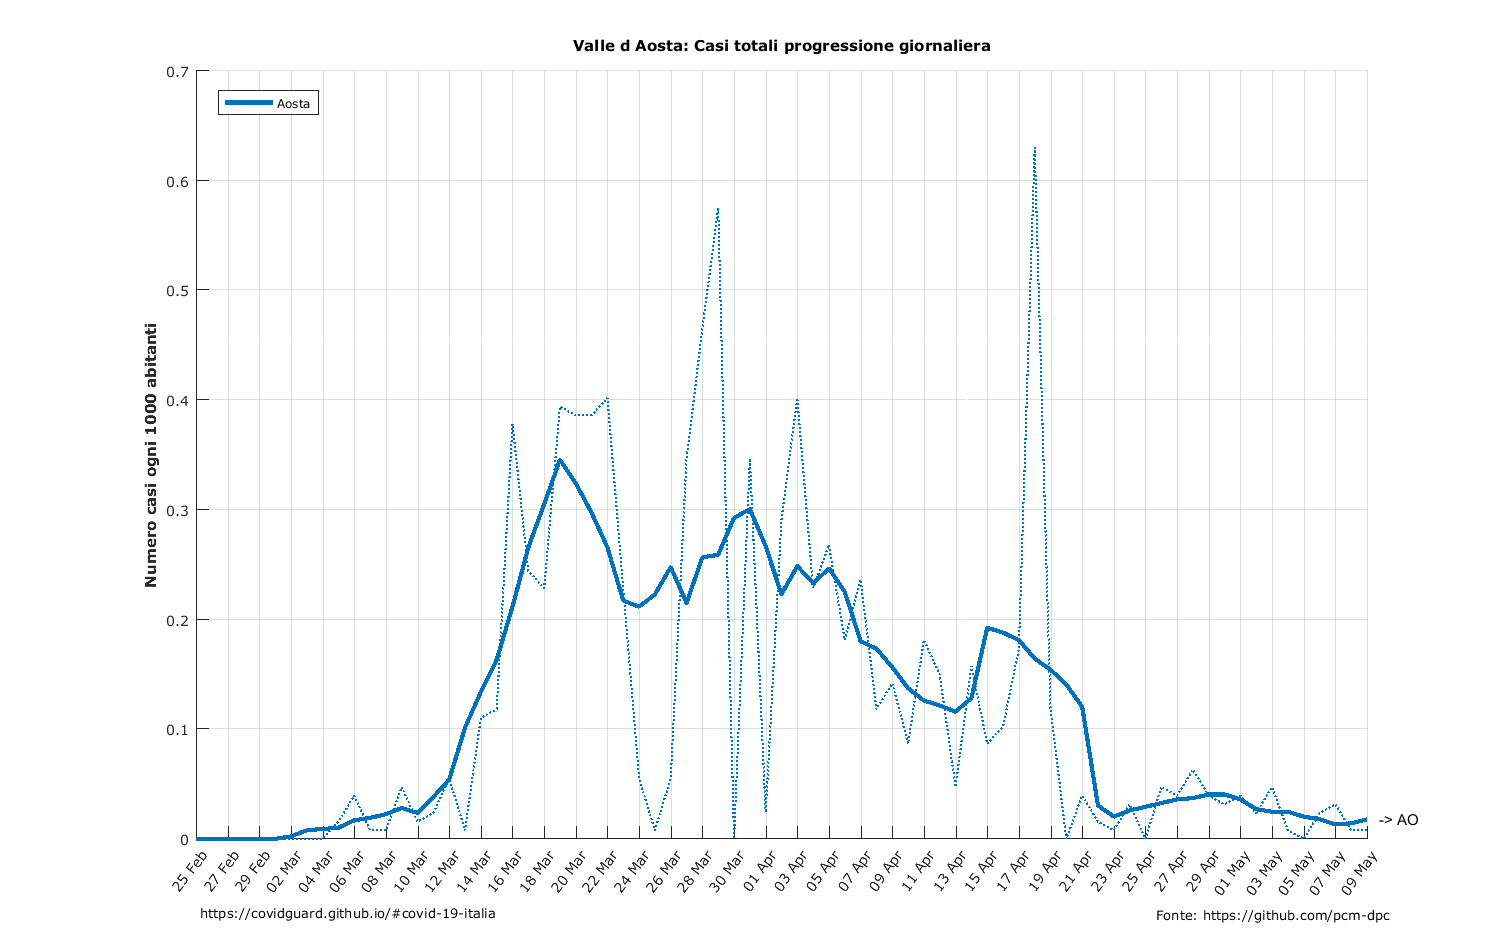 Valle d Aosta: Casi totali progressione giornaliera
Aosta
Numero casi ogni 1000 abitanti
0.7
0.6
0.5
0.4
0.3
0.2
0.1
0
-> AO
25 Feb
27 Feb
29 Feb
02 Mar
04 Mar
06 Mar
08 Mar
10 Mar
12 Mar
14 Mar
16 Mar
18 Mar
20 Mar
22 Mar
24 Mar
26 Mar
28 Mar
30 Mar
01 Apr
03 Apr
05 Apr
07 Apr
09 Apr
11 Apr
13 Apr
15 Apr
17 Apr
19 Apr
21 Apr
23 Apr
25 Apr
27 Apr
29 Apr
01 May
03 May
05 May
07 May
09 May
https://covidguard.github.io/#covid-19-italia
Fonte: https://github.com/pcm-dpc